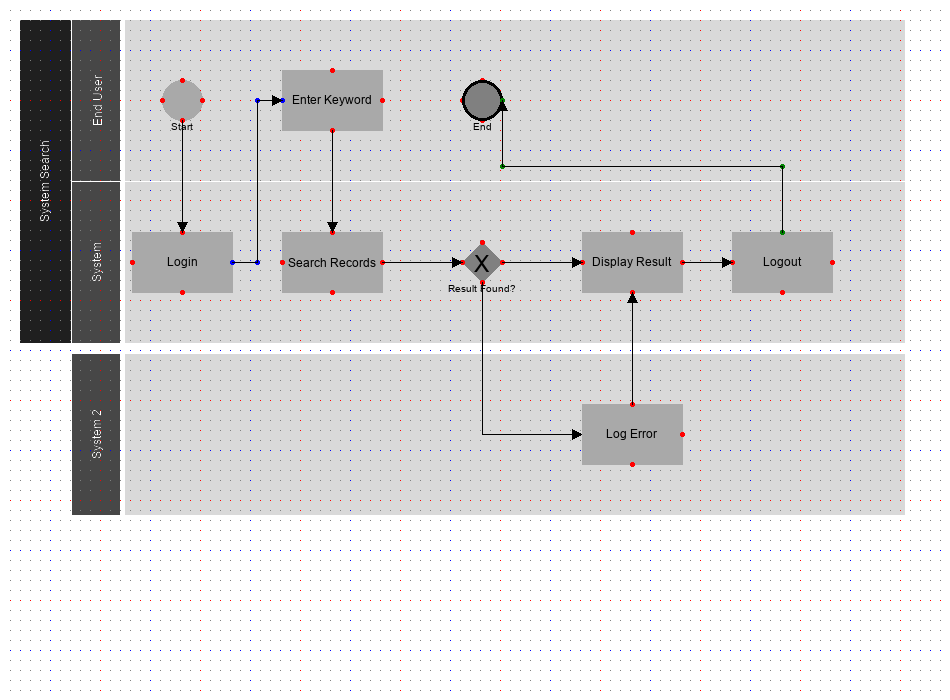 System Search
End User
Start
Enter Keyword
End
System
Login
Search Records
X
Result Found?
Display Result
Logout
System 2
Log Error